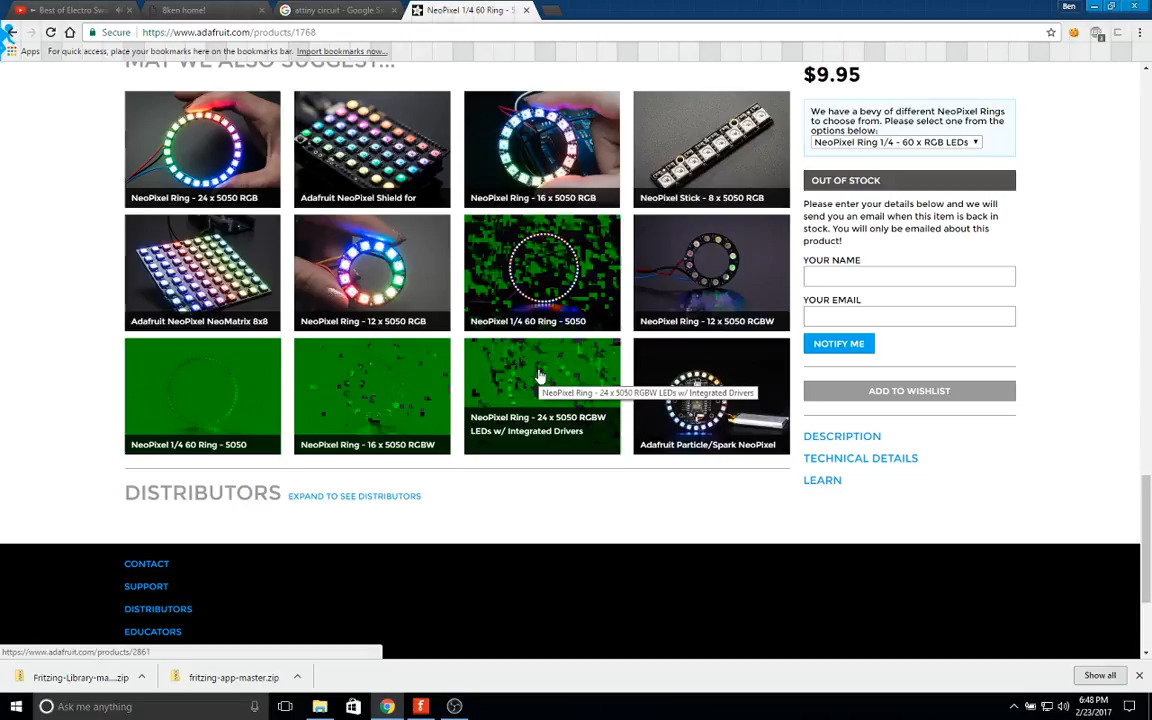 Best of Electro Sw
Bken home!
attiny circuit - Google S
NeoPixel 1/4 60 Ring - 5
Ben
Secure
https://www.adafruit.com/products/1768
Apps
For quick access, place your bookmarks here on the bookmarks bar.
Import bookmarks now...
MAY WE ALSO SUGGEST...
$9.95
We have a bevy of different NeoPixel Rings
to choose from. Please select one from the
options below:
NeoPixel Ring 1/4 - 60 x RGB LEDs
NeoPixel Ring - 24 x 5050 RGB
Adafruit NeoPixel Shield for
NeoPixel Ring - 16 x 5050 RGB
NeoPixel Stick - 8 x 5050 RGB
OUT OF STOCK
Please enter your details below and we will
send you an email when this item is back in
stock. You will only be emailed about this
product!
YOUR NAME
YOUR EMAIL
NOTIFY ME
Adafruit NeoPixel NeoMatrix 8x8
NeoPixel Ring - 12 x 5050 RGB
NeoPixel 1/4 60 Ring - 5050
NeoPixel Ring - 12 x 5050 RGBW
ADD TO WISHLIST
NeoPixel Ring - 24 x 5050 RGBW LEDs w/ Integrated Drivers
NeoPixel 1/4 60 Ring - 5050
NeoPixel Ring - 16 x 5050 RGBW
NeoPixel Ring - 24 x 5050 RGBW
LEDs w/ Integrated Drivers
Adafruit Particle/Spark NeoPixel
DESCRIPTION
TECHNICAL DETAILS
LEARN
DISTRIBUTORS
EXPAND TO SEE DISTRIBUTORS
CONTACT
SUPPORT
DISTRIBUTORS
EDUCATORS
https://www.adafruit.com/products/2861
Fritzing-Library-ma....zip
fritzing-app-master.zip
Show all
Ask me anything
6:48 PM
2/23/2017